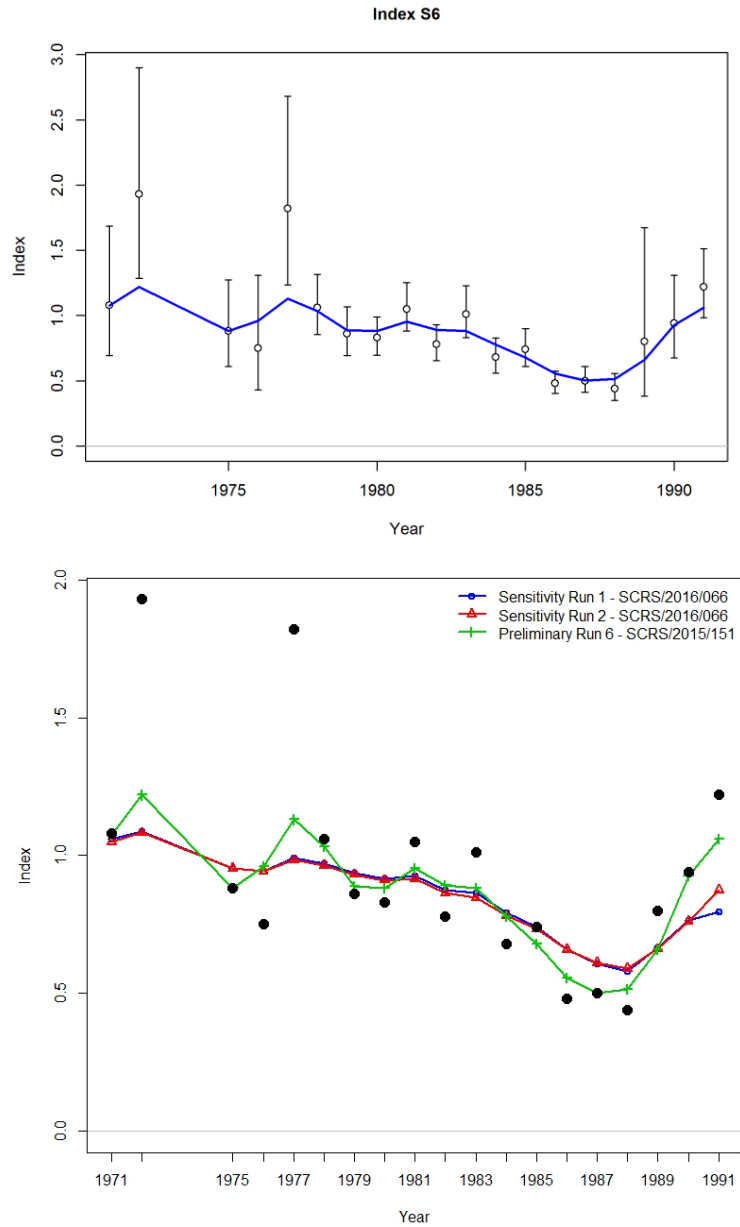 Index S6
3.0
2.5
2.0
1.5
1.0
0.5
0.0
Index
1975 1980 1985 1990
Year
2.0
1.5
1.0
0.5
0.0
Index
Sensitivity Run 1 - SCRS/2016/066
Sensitivity Run 2 - SCRS/2016/066
Preliminary Run 6 - SCRS/2015/151
1971 1975 1977 1979 1981 1983 1985 1987 1989 1991
Year